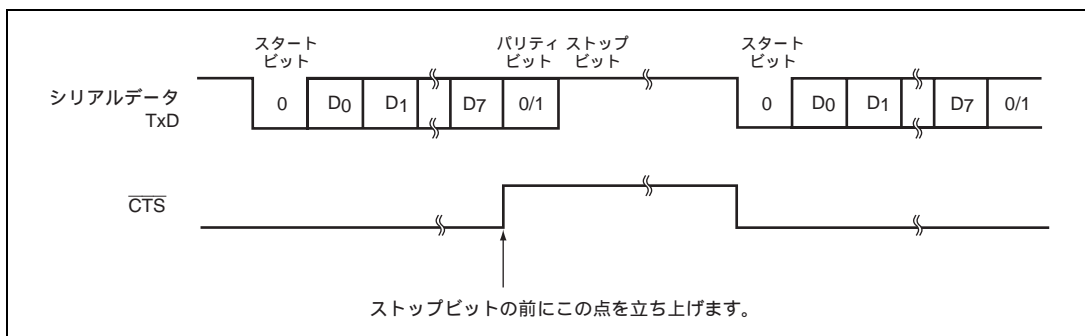 スタート
ビット
パリティ ストップ
ビット ビット
スタート
ビット
シリアルデータ
TxD
0 D0 D1 D7 0/1 0 D0 D1 D7 0/1
CTS
ストップビットの前にこの点を立ち上げます。